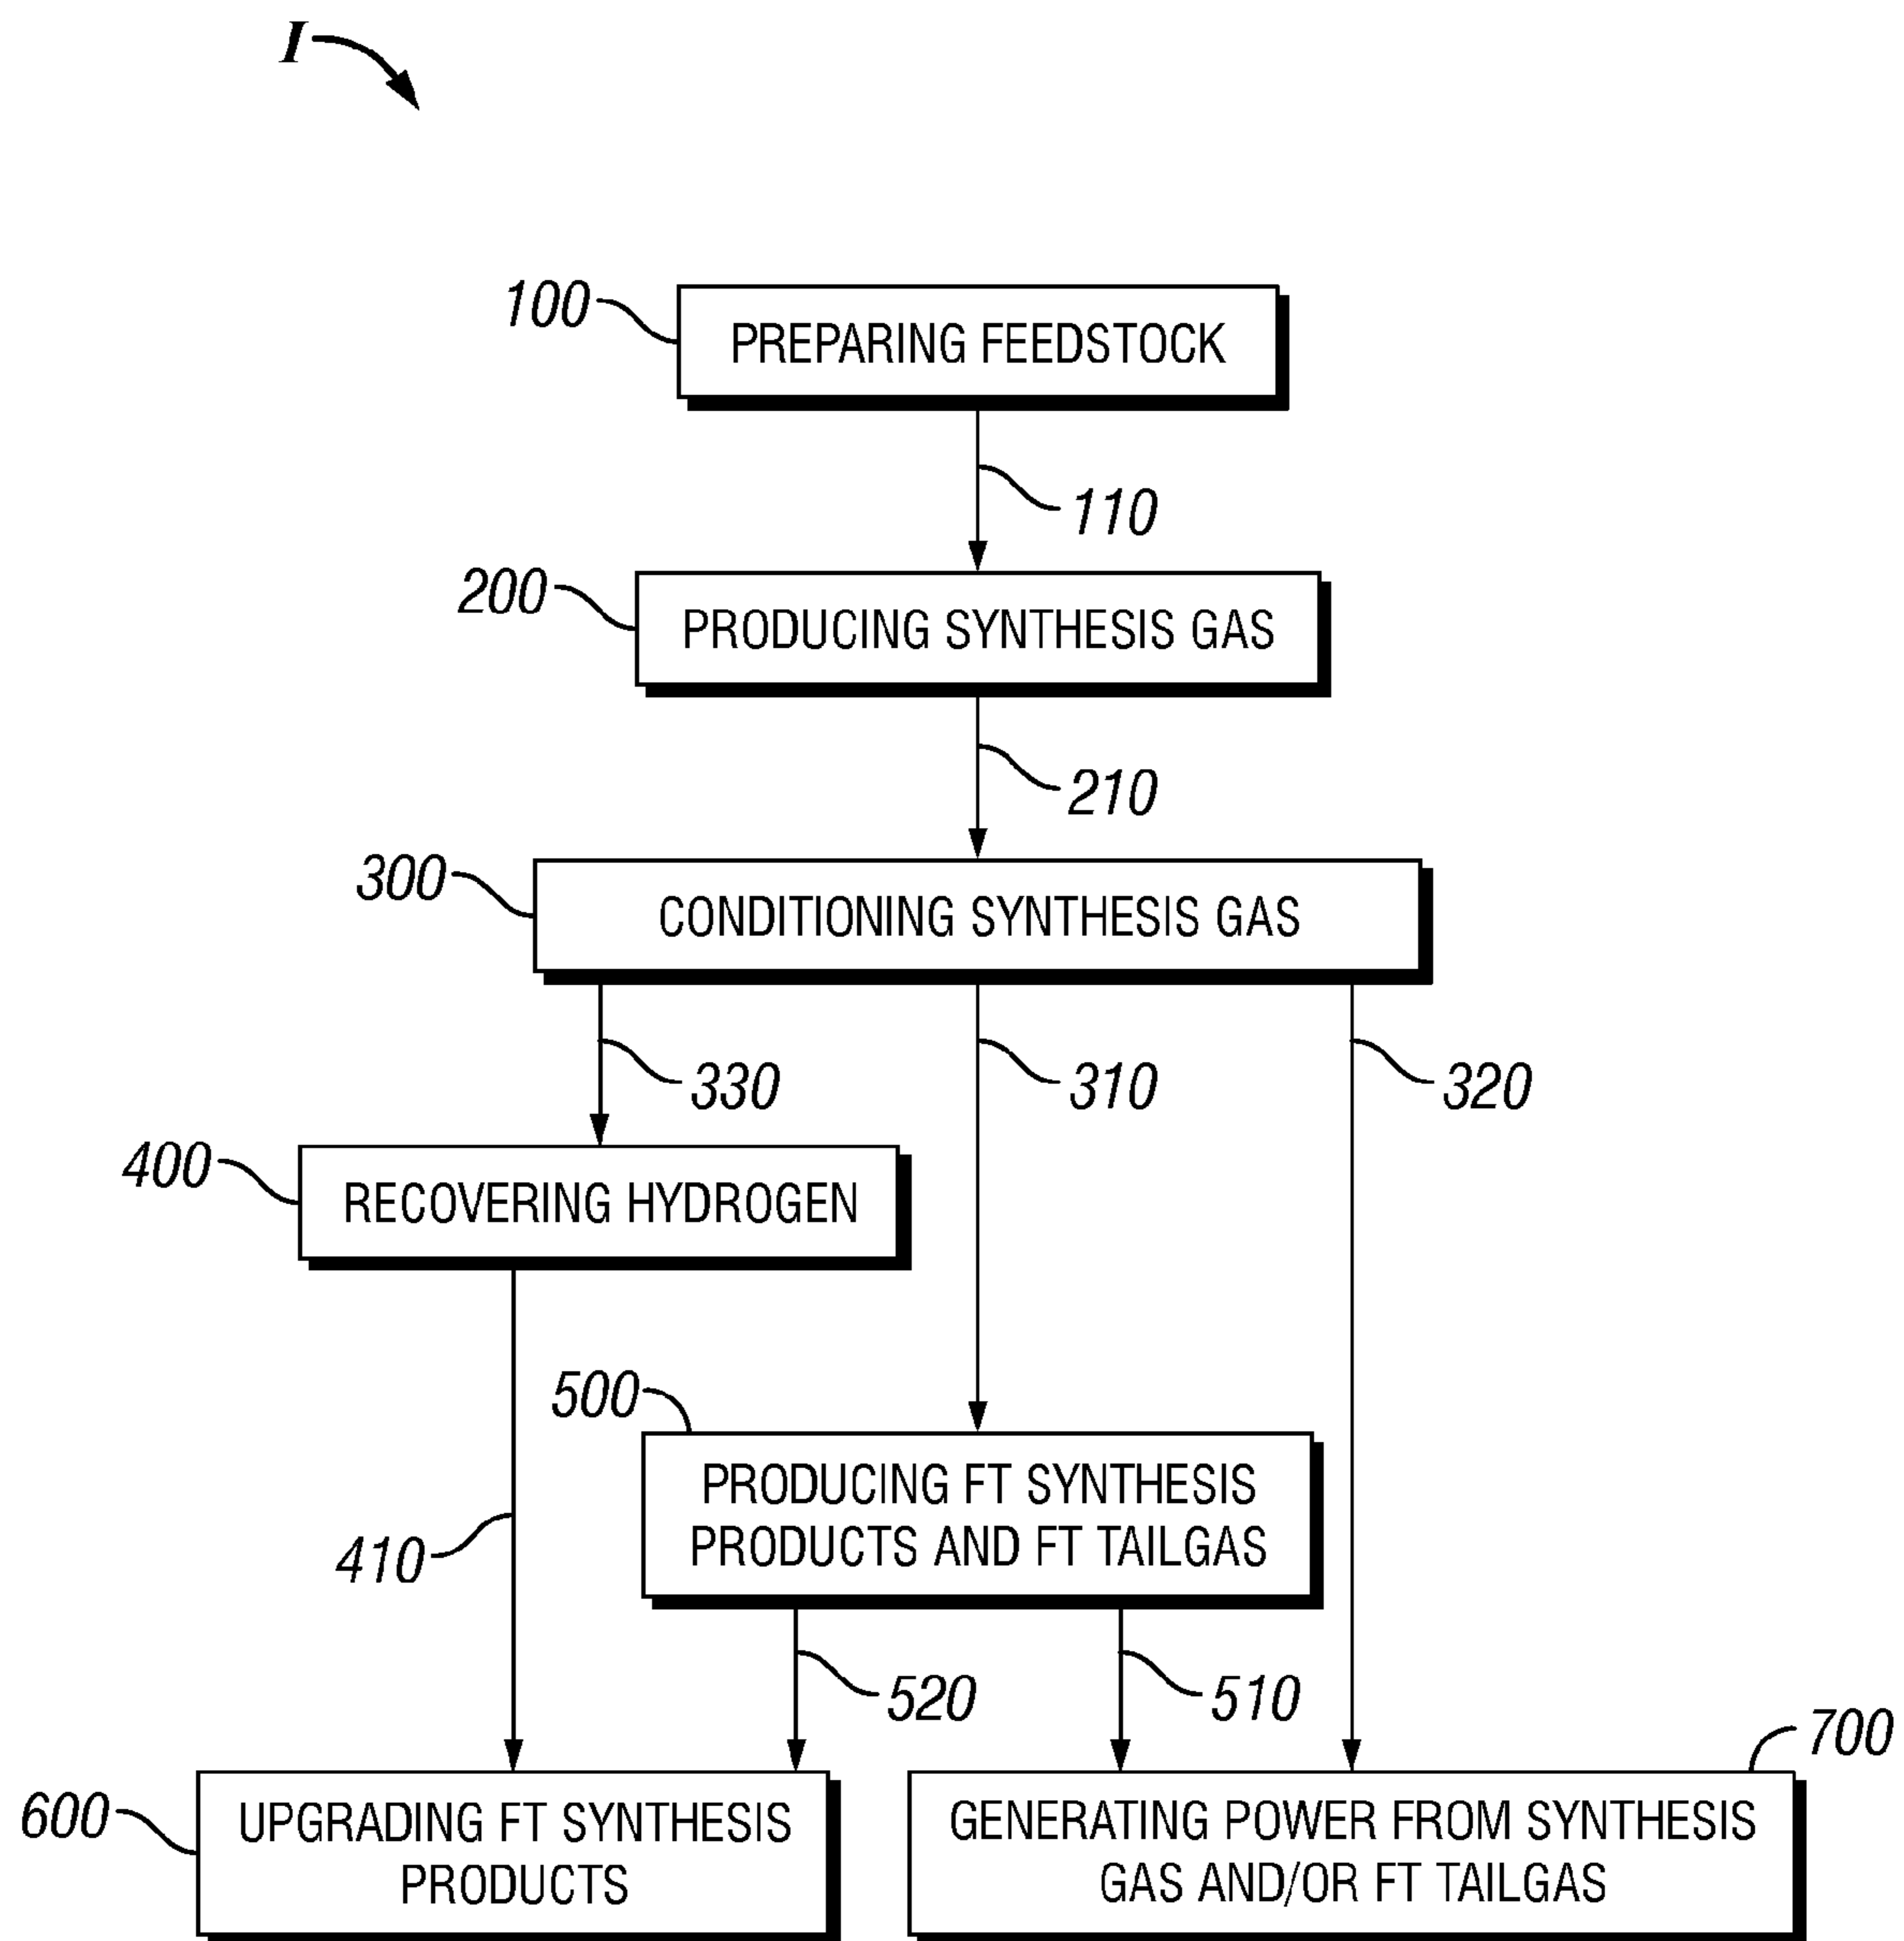 I
100
PREPARING FEEDSTOCK
110
200
PRODUCING SYNTHESIS GAS
210
300
CONDITIONING SYNTHESIS GAS
330
310
320
400
RECOVERING HYDROGEN
500
PRODUCING FT SYNTHESIS
PRODUCTS AND FT TAILGAS
410
520
510
700
600
UPGRADING FT SYNTHESIS
PRODUCTS
GENERATING POWER FROM SYNTHESIS
GAS AND/OR FT TAILGAS